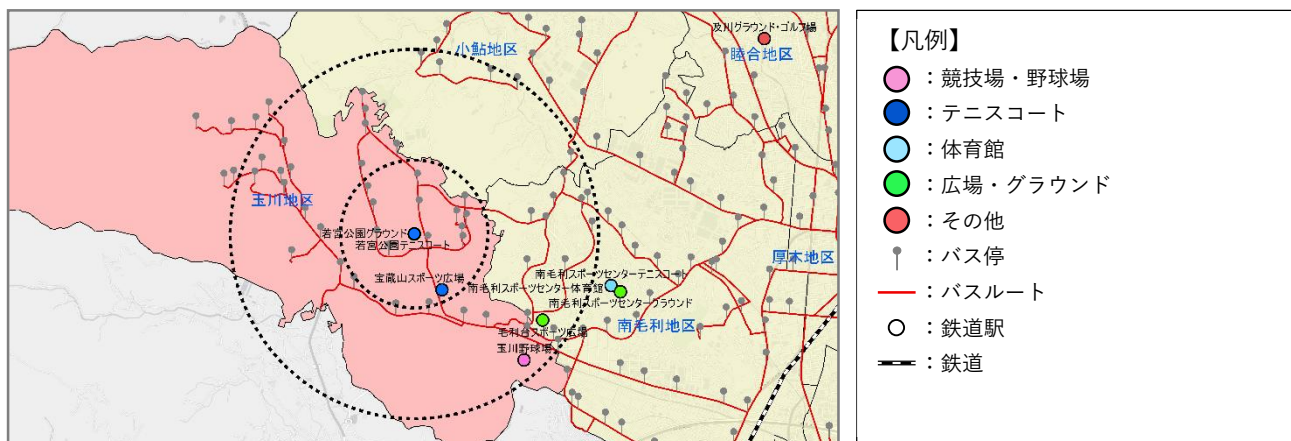 及川グラウンド・ゴルフ場
小鮎地区
睦合地区
玉川地区
若宮公園グラウンド
若宮公園テニスコート
厚木地区
宝蔵山スポーツ広場
南毛利スポーツセンターテニスコート
南毛利スポーツセンター体育館
南毛利スポーツセンターグラウンド
南毛利地区
毛利台スポーツ広場
玉川野球場
【凡例】
：競技場・野球場
：テニスコート
：体育館
：広場・グラウンド
：その他
：バス停
：バスルート
：鉄道駅
：鉄道